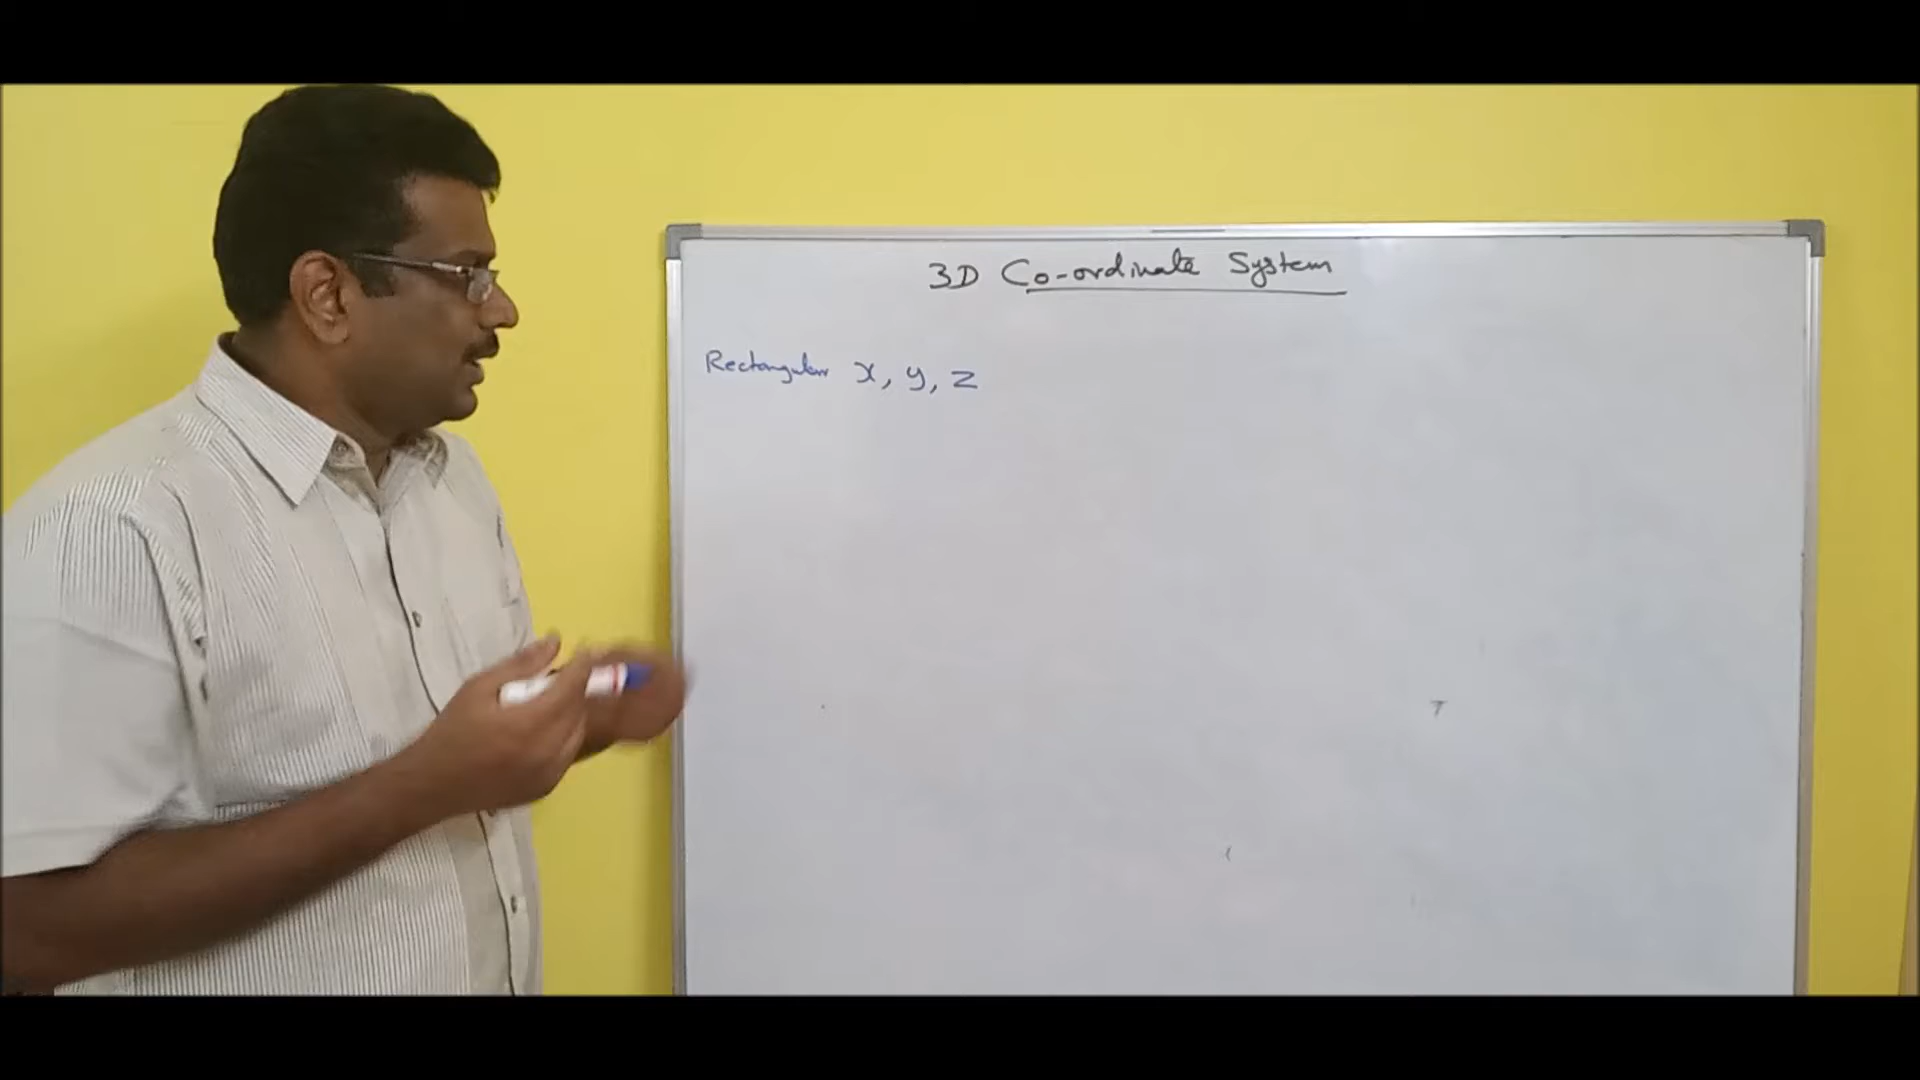 3D Co-ordinate System
Rectangular x, y, z